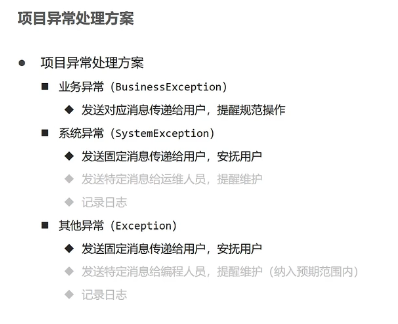 项目异常处理方案
项目异常处理方案
业务异常（BusinessException）
发送对应消息传递给用户，提醒规范操作
系统异常（SystemException）
发送固定消息传递给用户，安抚用户
发送特定消息给运维人员，提醒维护
记录日志
其他异常（Exception）
发送固定消息传递给用户，安抚用户
发送特定消息给编程人员，提醒维护（纳入预期范围内）
记录日志